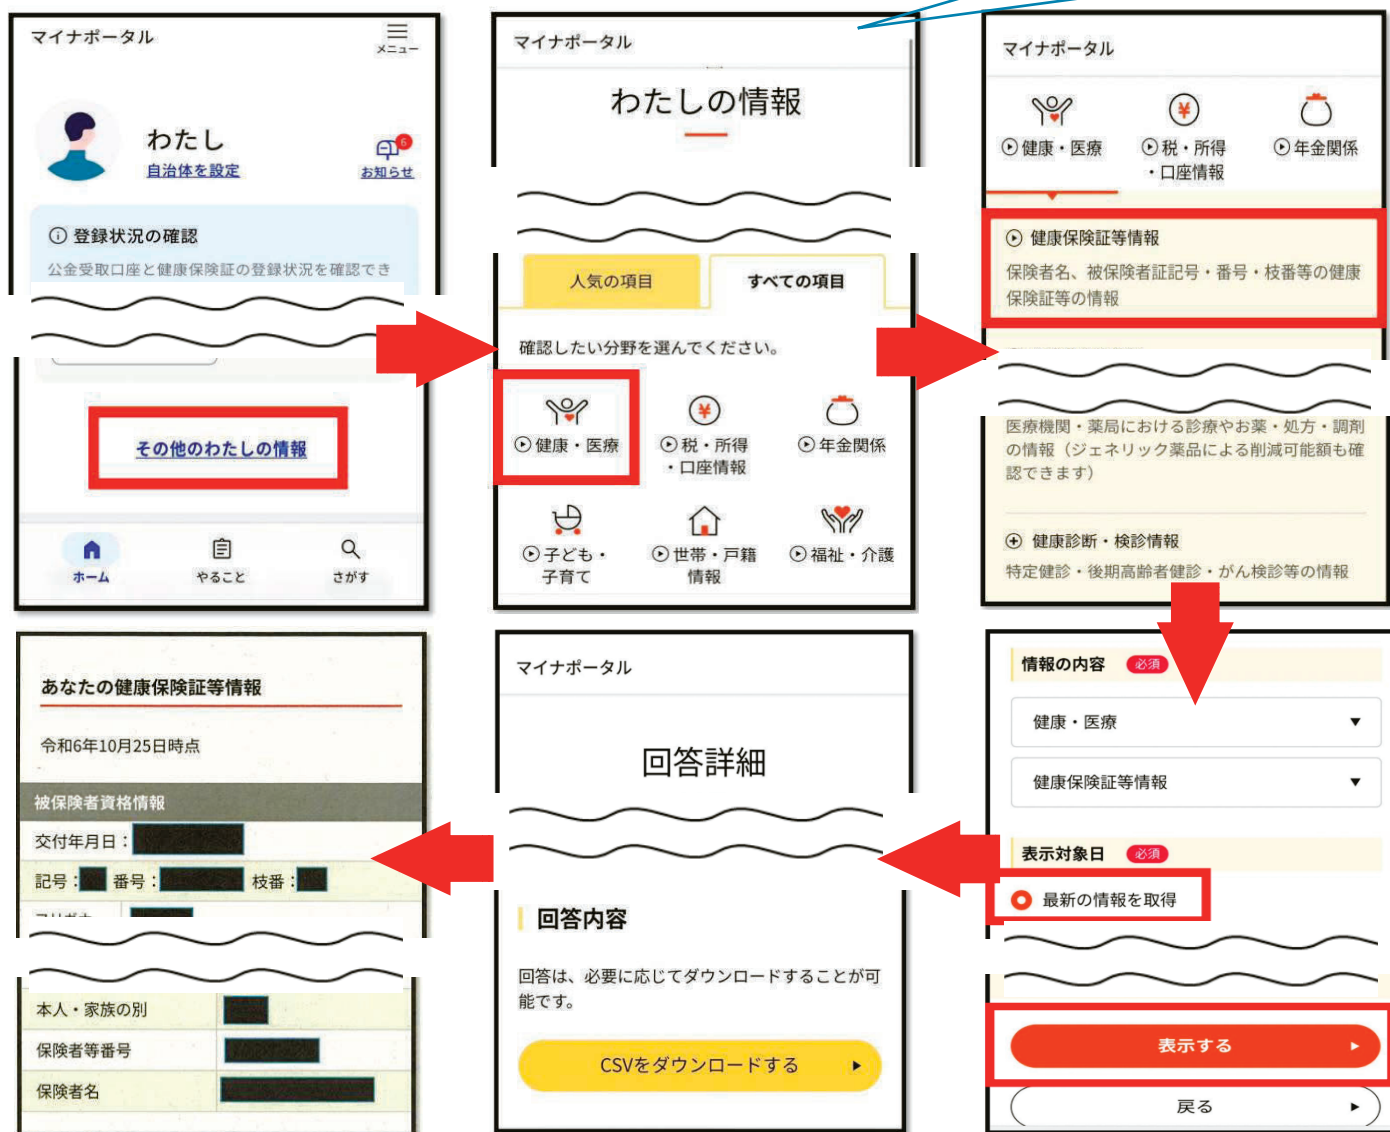 マイナポータル
メニュー
わたし
自治体を設定
6
お知らせ
登録状況の確認
公金受取口座と健康保険証の登録状況を確認でき
その他のわたしの情報
ホーム
やること
さがす
マイナポータル
わたしの情報
人気の項目
すべての項目
確認したい分野を選んでください。
健康・医療
税・所得
・口座情報
年金関係
子ども・
子育て
世帯・戸籍
情報
福祉・介護
マイナポータル
健康・医療
税・所得
・口座情報
年金関係
健康保険証等情報
保険者名、被保険者証記号・番号・枝番等の健康
保険証等の情報
医療機関・薬局における診療やお薬・処方・調剤
の情報（ジェネリック薬品による削減可能額も確
認できます）
健康診断・検診情報
特定健診・後期高齢者健診・がん検診等の情報
情報の内容 必須
健康・医療
健康保険証等情報
表示対象日 必須
最新の情報を取得
表示する
戻る
マイナポータル
回答詳細
回答内容
回答は、必要に応じてダウンロードすることが可
能です。
CSVをダウンロードする
あなたの健康保険証等情報
令和6年10月25日時点
被保険者資格情報
交付年月日：
記号： 番号： 枝番：
本人・家族の別
保険者等番号
保険者名